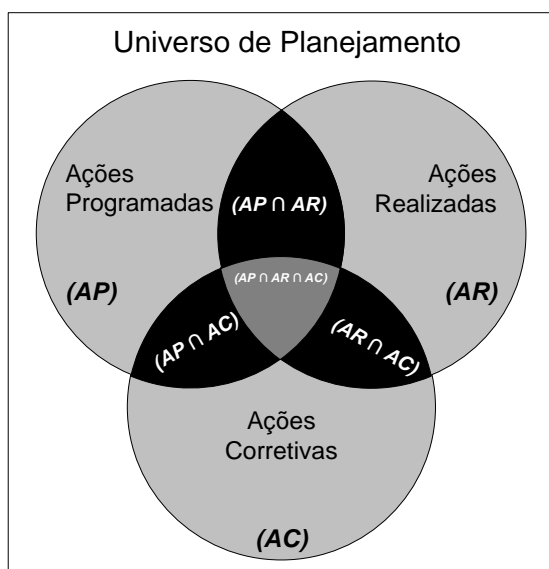 Universo de Planejamento
Ações
Programadas
Ações
Realizadas
(AP ∩ AR)
(AP)
(AP ∩ AR ∩ AC)
(AR)
(AP ∩ AC)
(AR ∩ AC)
Ações
Corretivas
(AC)